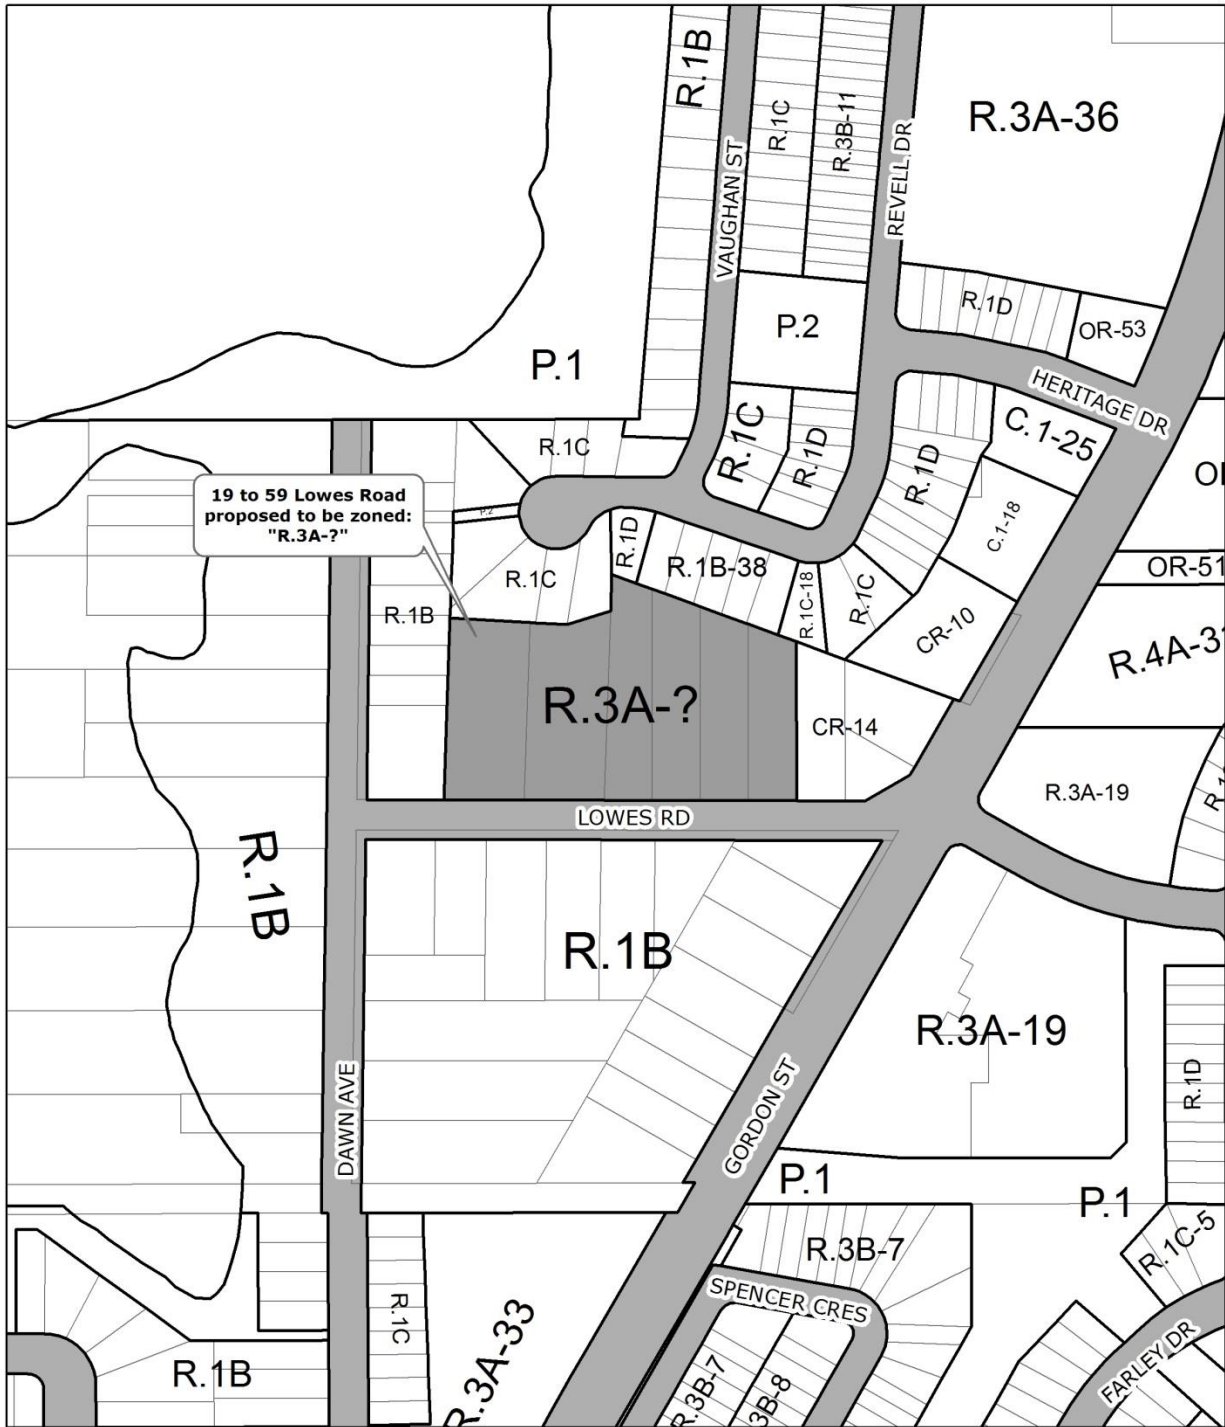 R.1B
VAUGHAN ST
R.1C
R.3B-11
REVELL DR
R.3A-36
R.1D
OR-53
P.2
HERITAGE DR
P.1
R.1C
R.1C
R.1D
R.1D
C.1-25
C.1-18
19 to 59 Lowes Road
proposed to be zoned:
"R.3A-?"
P.2
R.1C
R.1D
R.1B-38
R.1C-18
R.1C
CR-10
OR-51
R.4A-3
R.1B
R.3A-?
CR-14
R.3A-19
LOWES RD
R.1B
R.1B
R.3A-19
DAWN AVE
GORDON ST
R.1D
P.1
P.1
R.3B-7
R.1C-5
SPENCER CRES
R.1C
R.3A-33
R.1B
R.3B-7
3B-8
FARLEY DR